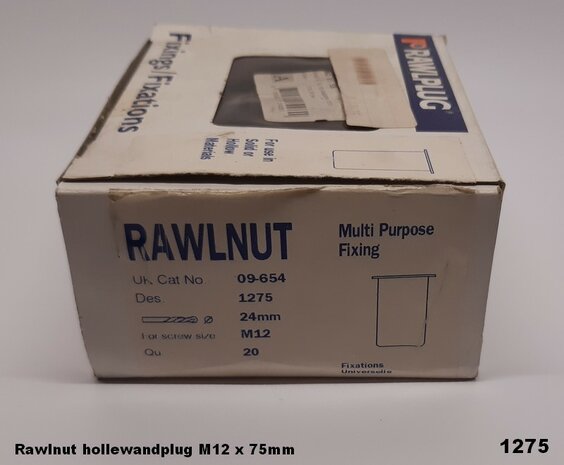 RAWLPLUG
Fixings/Fixations
For use in
Solid or
Hollow
Materials
RAWLNUT
Multi Purpose
Fixing
UK Cat No 09-654
Des. 1275
ø 24mm
For screw size M12
Qu. 20
Fixations
Universelle
Rawlnut hollewandplug M12 x 75mm
1275